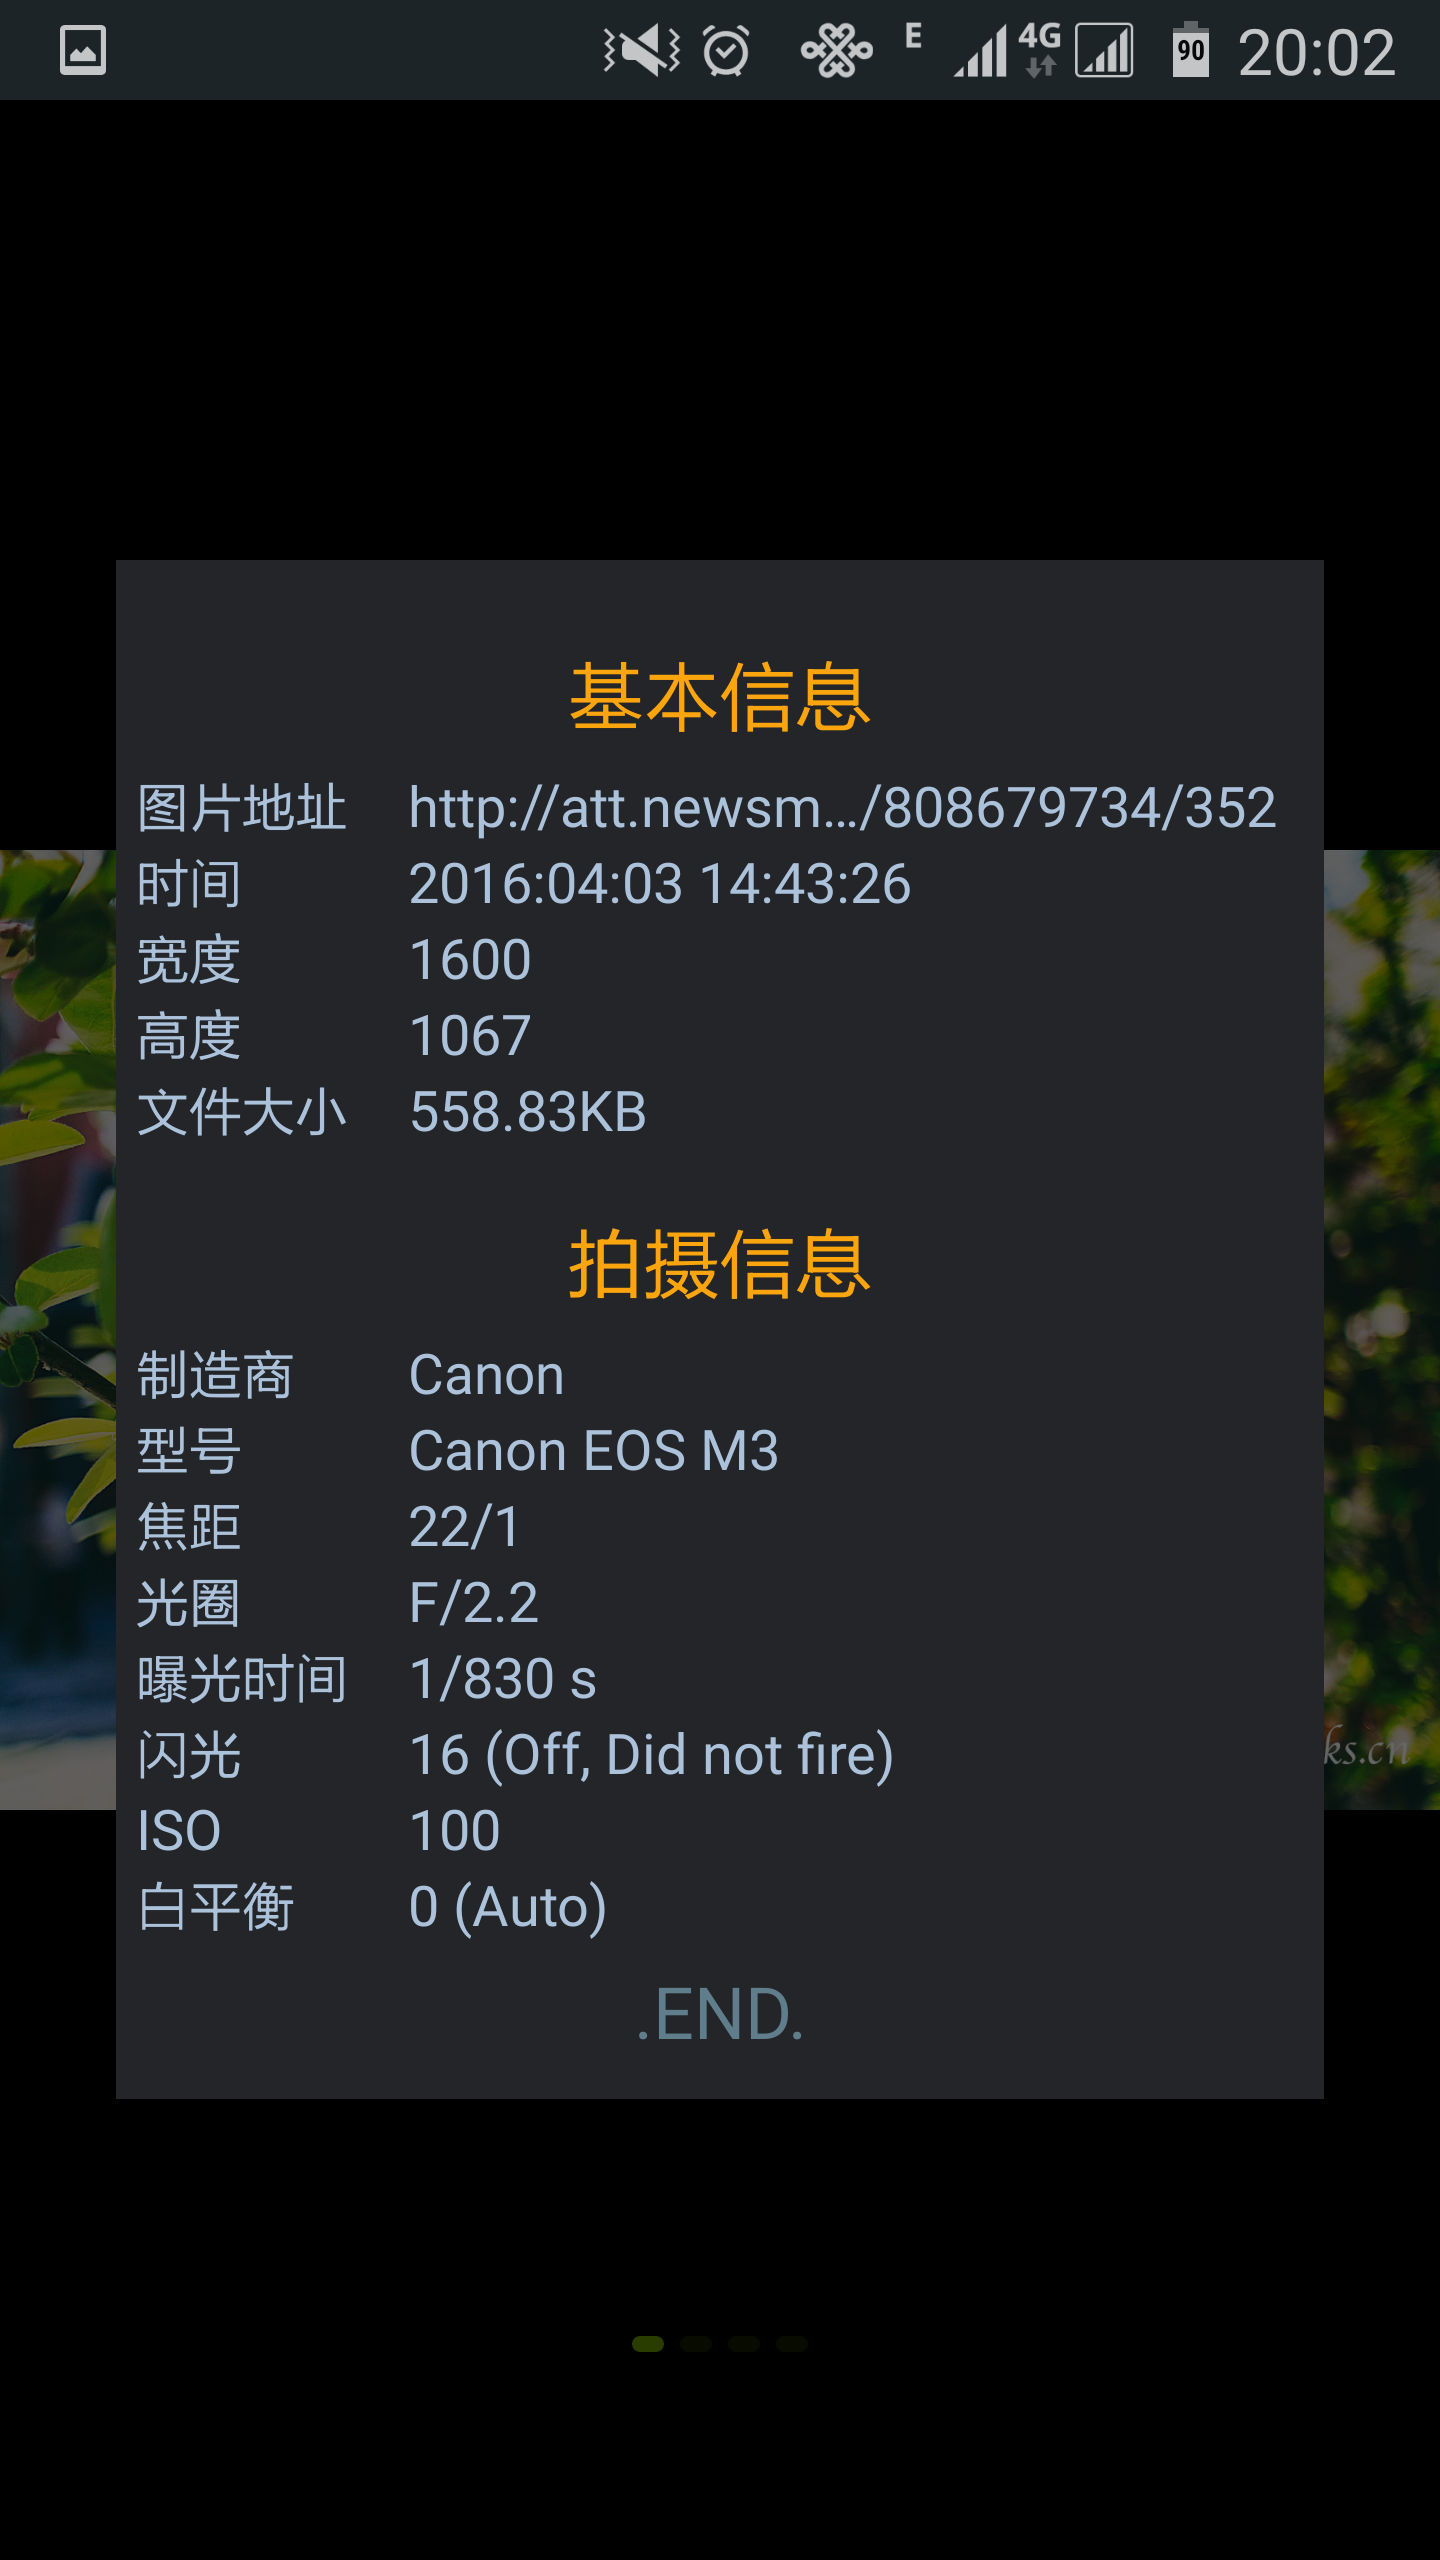 E 4G 90 20:02
基本信息
图片地址 http://att.newsm.../808679734/352
时间 2016:04:03 14:43:26
宽度 1600
高度 1067
文件大小 558.83KB
拍摄信息
制造商 Canon
型号 Canon EOS M3
焦距 22/1
光圈 F/2.2
曝光时间 1/830 s
闪光 16 (Off, Did not fire)
ks.cn
ISO 100
白平衡 0 (Auto)
.END.